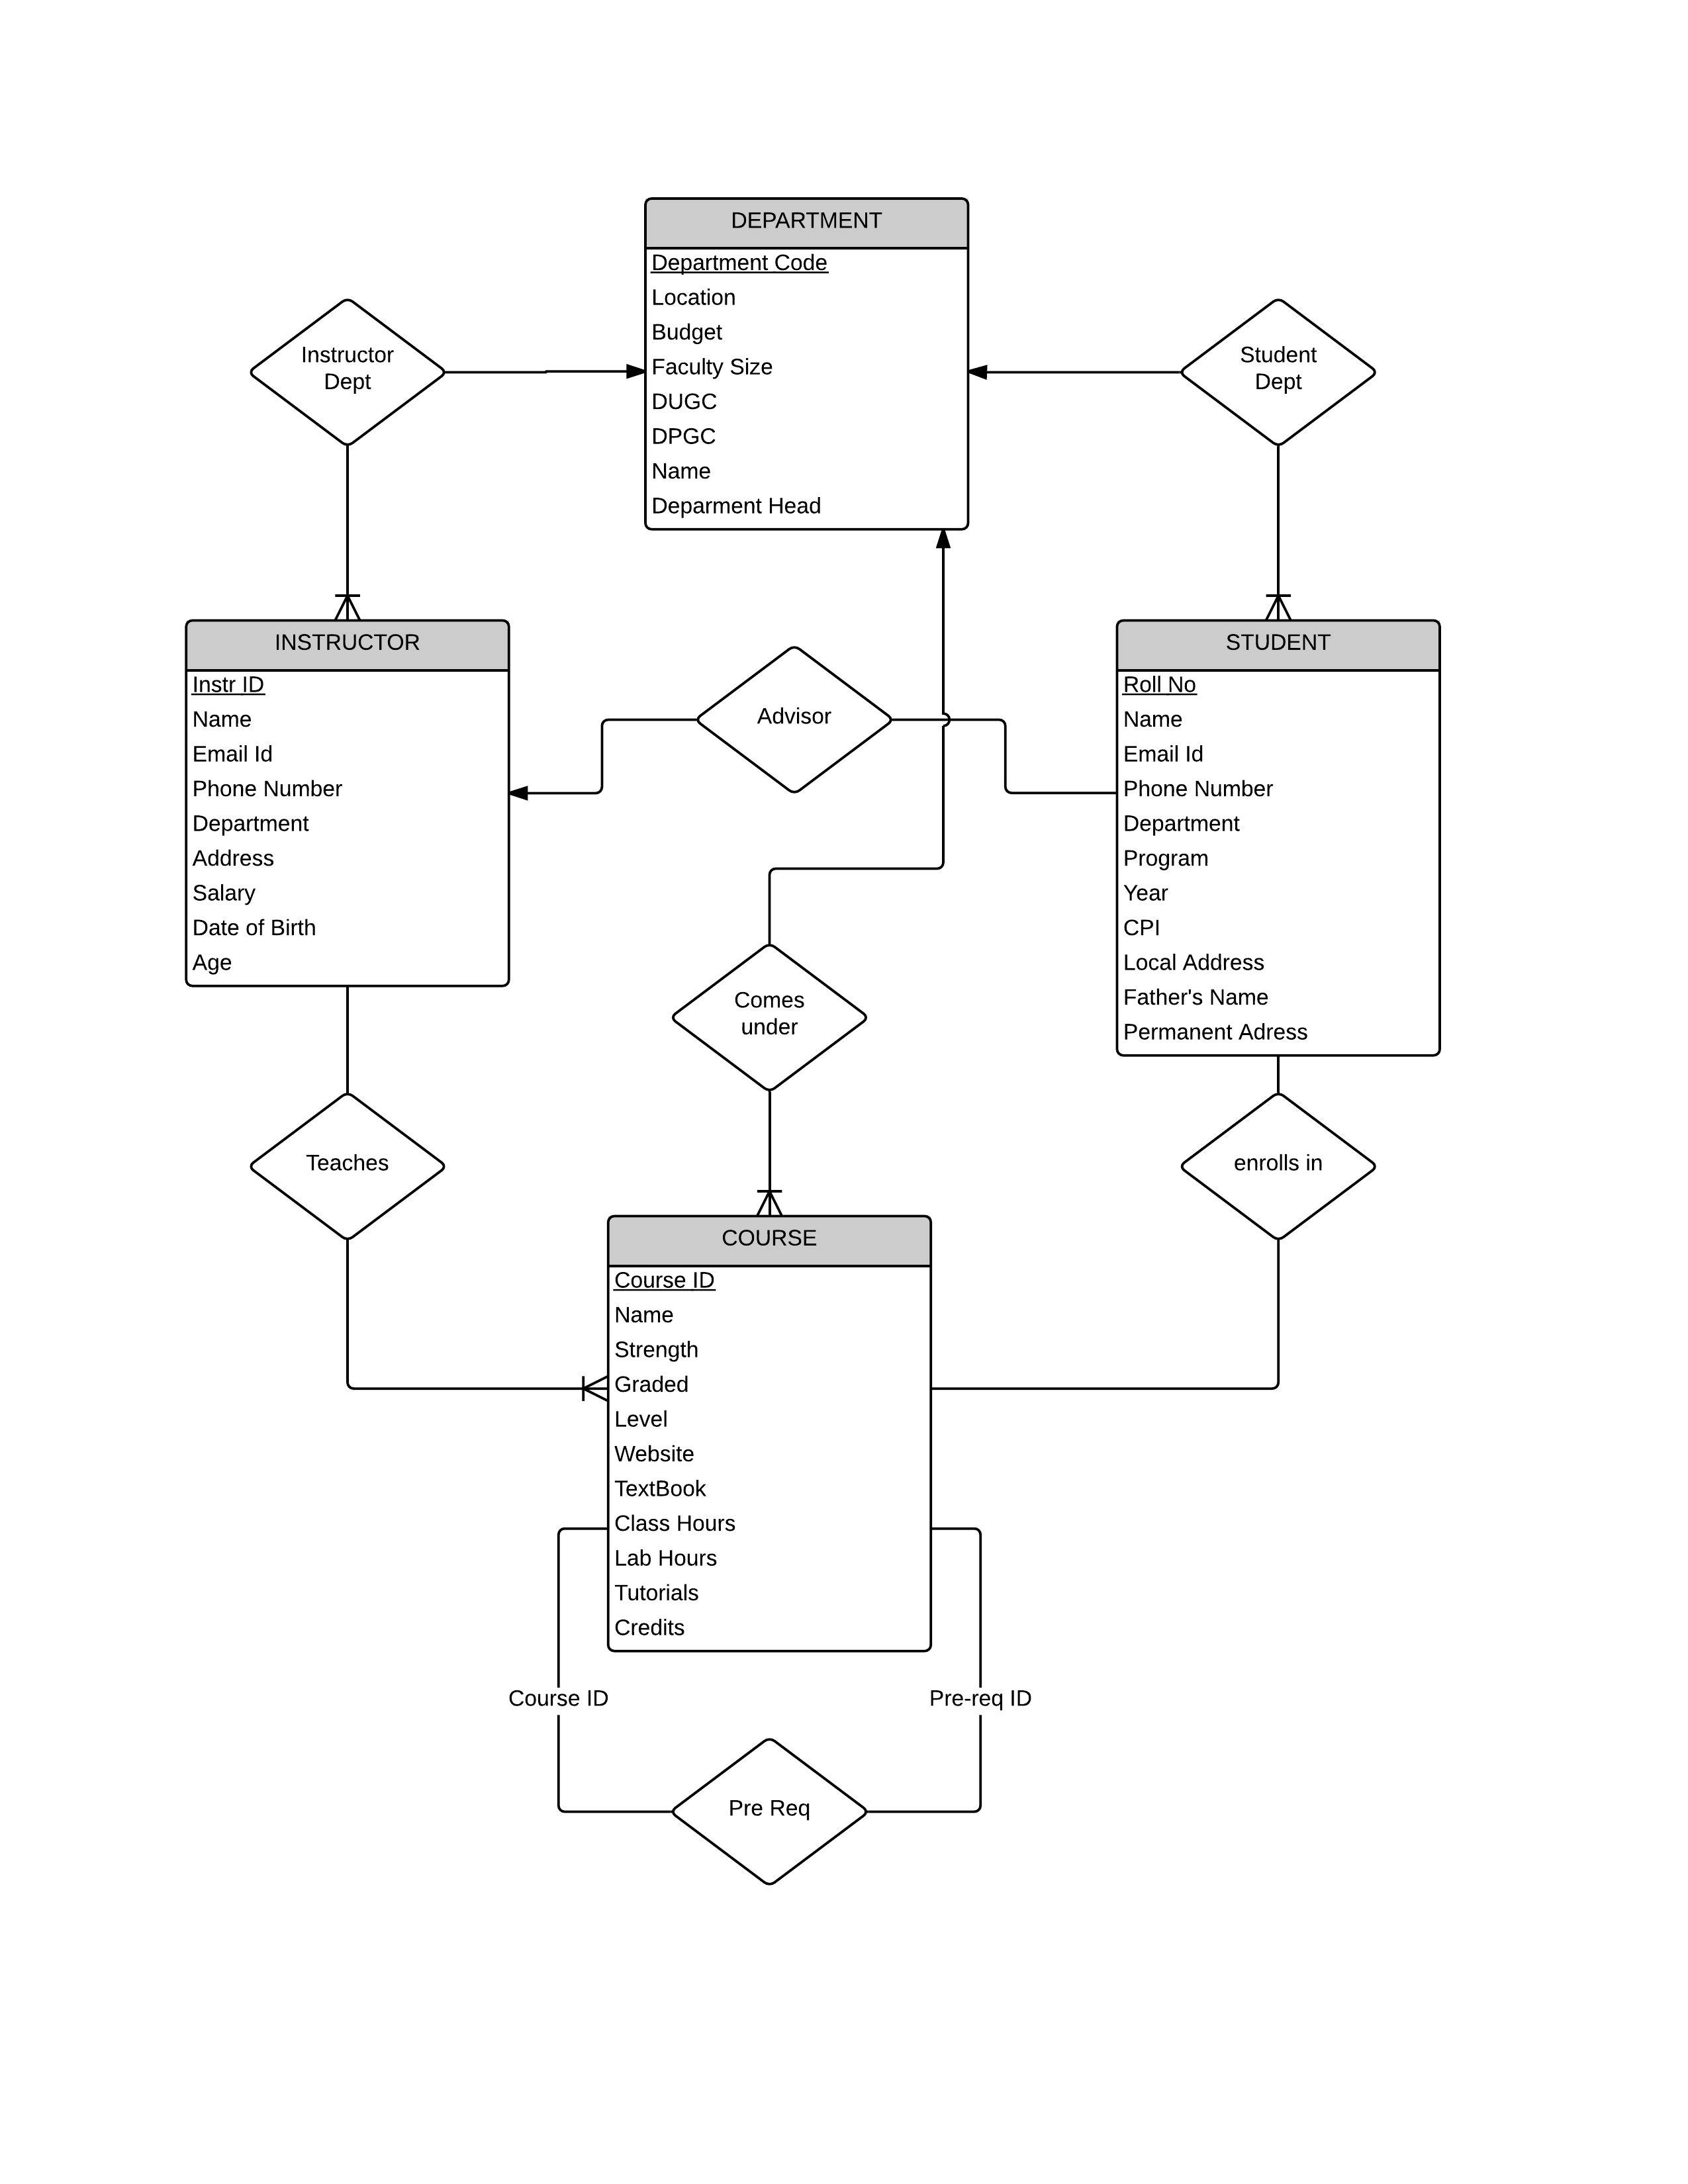 DEPARTMENT
Department Code
Location
Budget
Faculty Size
DUGC
DPGC
Name
Deparment Head
Instructor
Dept
Student
Dept
INSTRUCTOR
Instr ID
Name
Email Id
Phone Number
Department
Address
Salary
Date of Birth
Age
Advisor
STUDENT
Roll No
Name
Email Id
Phone Number
Department
Program
Year
CPI
Local Address
Father's Name
Permanent Adress
Comes
under
Teaches
enrolls in
COURSE
Course ID
Name
Strength
Graded
Level
Website
TextBook
Class Hours
Lab Hours
Tutorials
Credits
Course ID
Pre-req ID
Pre Req